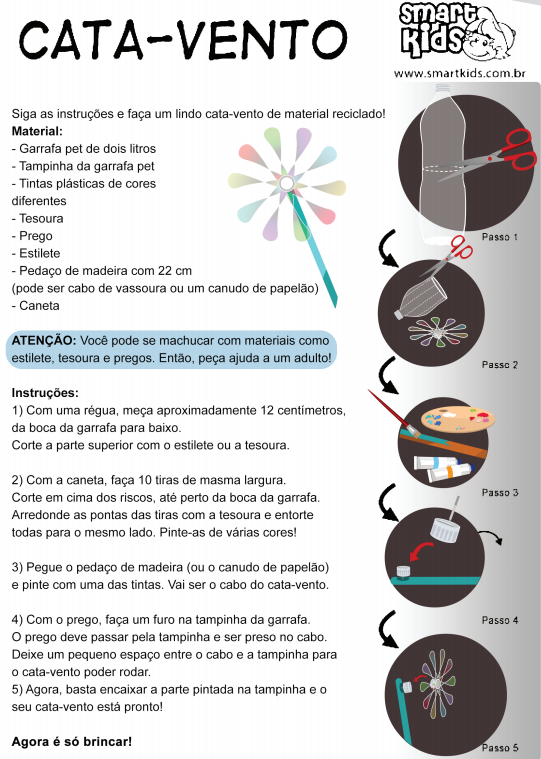 CATA-VENTO
smart
kids
www.smartkids.com.br
Siga as instruções e faça um lindo cata-vento de material reciclado!
Material:
- Garrafa pet de dois litros
- Tampinha da garrafa pet
- Tintas plásticas de cores
diferentes
- Tesoura
- Prego
- Estilete
- Pedaço de madeira com 22 cm
(pode ser cabo de vassoura ou um canudo de papelão)
- Caneta
ATENÇÃO: Você pode se machucar com materiais como
estilete, tesoura e pregos. Então, peça ajuda a um adulto!
Instruções:
1) Com uma régua, meça aproximadamente 12 centímetros,
da boca da garrafa para baixo.
Corte a parte superior com o estilete ou a tesoura.
2) Com a caneta, faça 10 tiras de masma largura.
Corte em cima dos riscos, até perto da boca da garrafa.
Arredonde as pontas das tiras com a tesoura e entorte
todas para o mesmo lado. Pinte-as de várias cores!
3) Pegue o pedaço de madeira (ou o canudo de papelão)
e pinte com uma das tintas. Vai ser o cabo do cata-vento.
4) Com o prego, faça um furo na tampinha da garrafa.
O prego deve passar pela tampinha e ser preso no cabo.
Deixe um pequeno espaço entre o cabo e a tampinha para
o cata-vento poder rodar.
5) Agora, basta encaixar a parte pintada na tampinha e o
seu cata-vento está pronto!
Agora é só brincar!
Passo 1
Passo 2
Passo 3
Passo 4
Passo 5